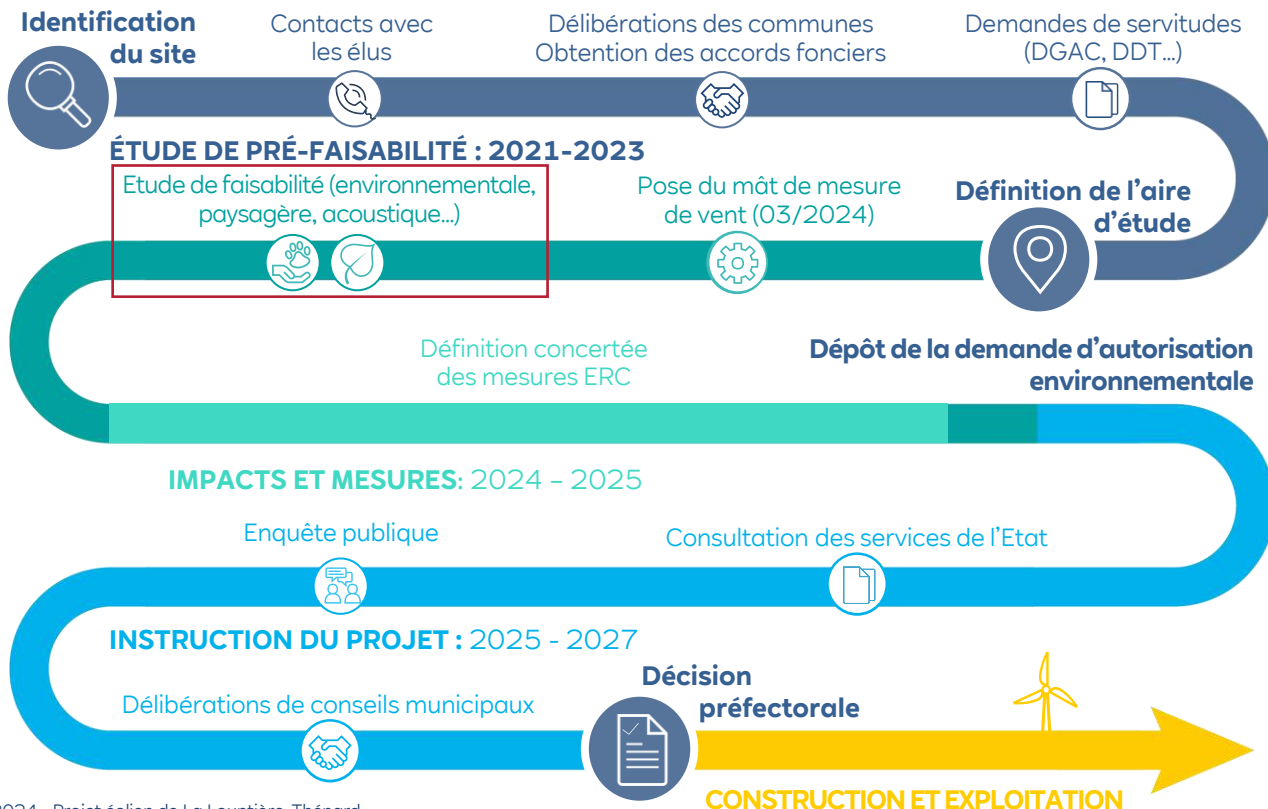 Identification
du site
Contacts avec
les élus
Délibérations des communes
Obtention des accords fonciers
Demandes de servitudes
(DGAC, DDT...)
ÉTUDE DE PRÉ-FAISABILITÉ : 2021-2023
Etude de faisabilité (environnementale,
paysagère, acoustique...)
Pose du mât de mesure
de vent (03/2024)
Définition de l'aire
d'étude
Définition concertée
des mesures ERC
Dépôt de la demande d'autorisation
environnementale
IMPACTS ET MESURES: 2024 – 2025
Enquête publique
Consultation des services de l'Etat
INSTRUCTION DU PROJET : 2025 - 2027
Délibérations de conseils municipaux
Décision
préfectorale
CONSTRUCTION ET EXPLOITATION